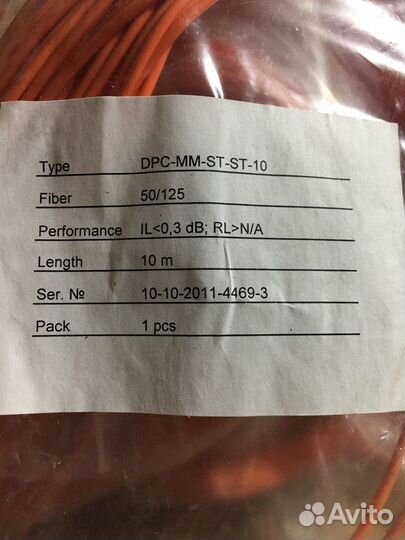 Type DPC-MM-ST-ST-10
Fiber 50/125
Performance IL<0,3 dB; RL>N/A
Length 10 m
Ser. № 10-10-2011-4469-3
Pack 1 pcs
Avito